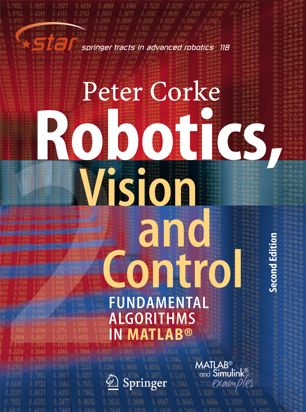 star
springer tracts in advanced robotics 118
Peter Corke
Robotics,
Vision
and
Control
FUNDAMENTAL
ALGORITHMS
IN MATLAB®
Second Edition
MATLAB®
and Simulink®
examples
Springer
2